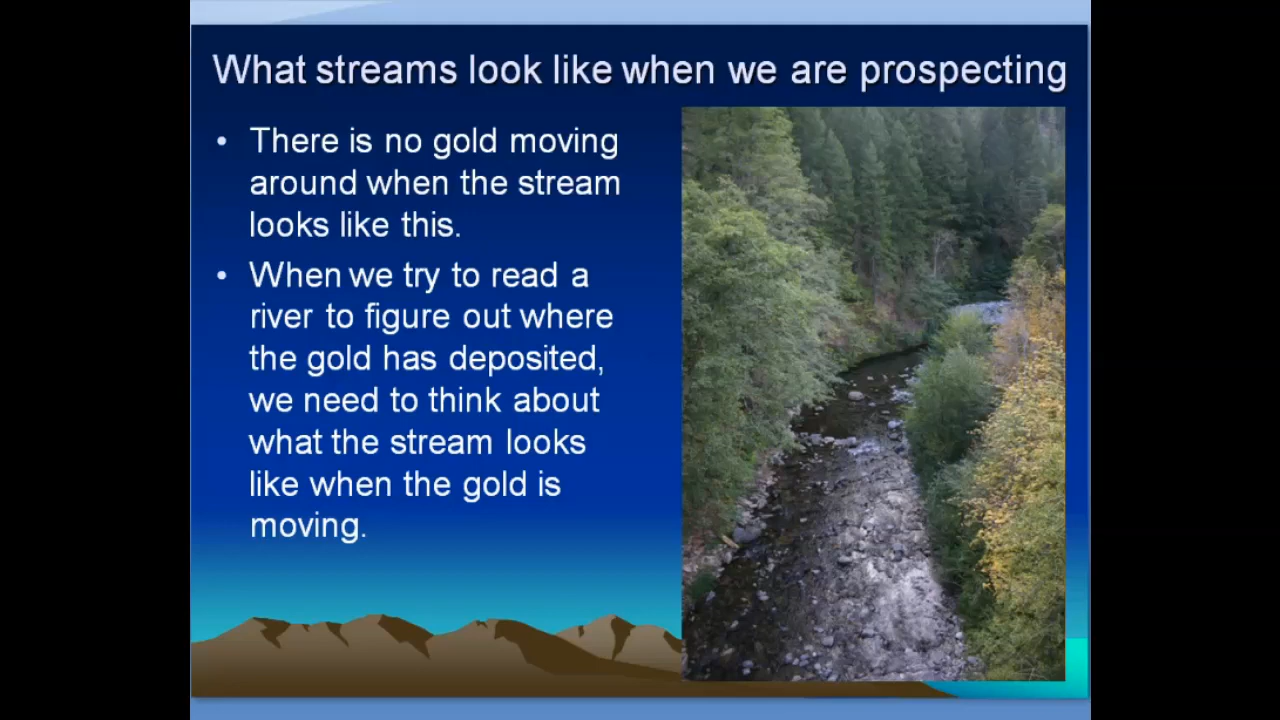 What streams look like when we are prospecting
• There is no gold moving
around when the stream
looks like this.
• When we try to read a
river to figure out where
the gold has deposited,
we need to think about
what the stream looks
like when the gold is
moving.